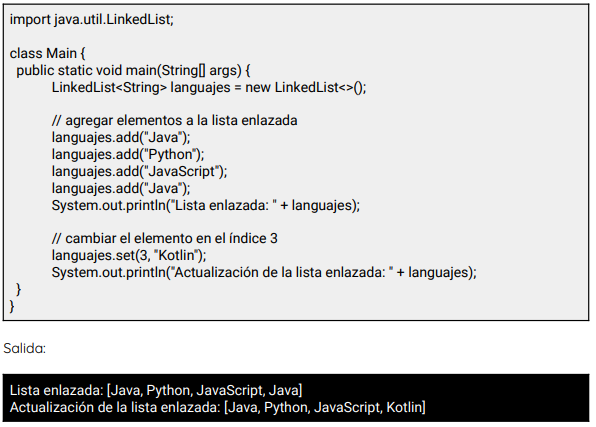 import java.util.LinkedList;
class Main {
public static void main(String[] args) {
LinkedList<String> languajes = new LinkedList<>();
// agregar elementos a la lista enlazada
languajes.add("Java");
languajes.add("Python");
languajes.add("JavaScript");
languajes.add("Java");
System.out.println("Lista enlazada: " + languajes);
// cambiar el elemento en el índice 3
languajes.set(3, "Kotlin");
System.out.println("Actualización de la lista enlazada: " + languajes);
}
}
Salida:
Lista enlazada: [Java, Python, JavaScript, Java]
Actualización de la lista enlazada: [Java, Python, JavaScript, Kotlin]